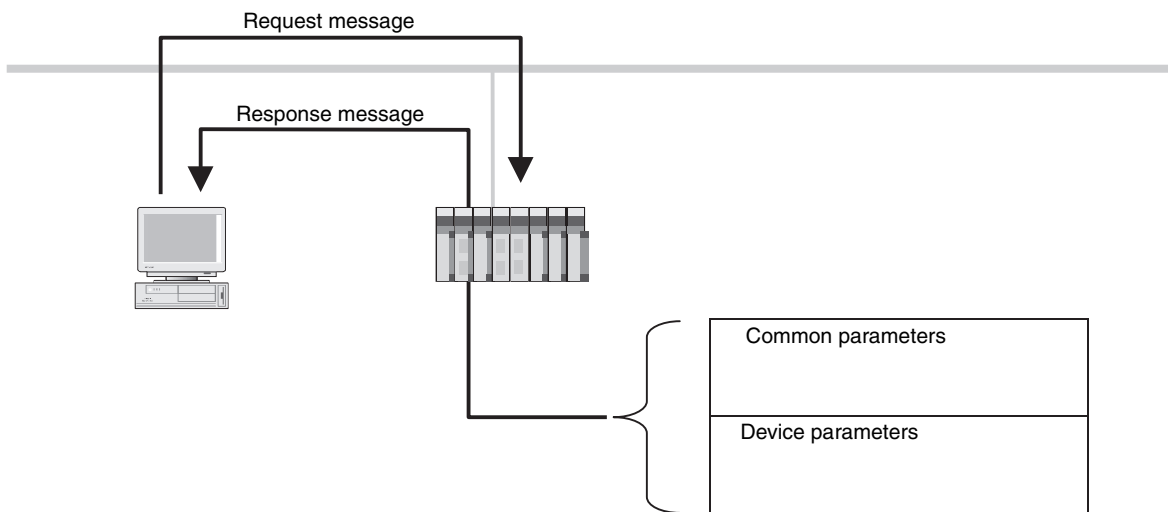 Request message
Response message
Common parameters
Device parameters